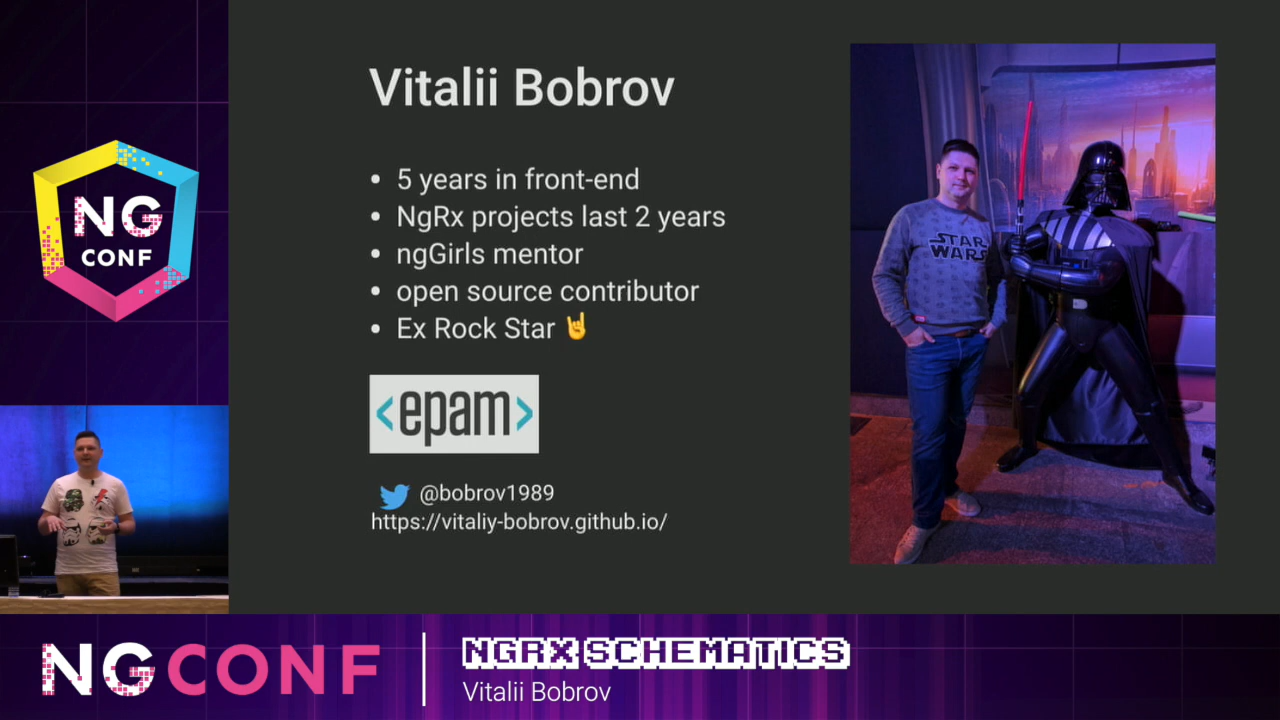 NG
CONF
Vitalii Bobrov
• 5 years in front-end
• NgRx projects last 2 years
• ngGirls mentor
• open source contributor
• Ex Rock Star 🤘
<epam>
@bobrov1989
https://vitaliy-bobrov.github.io/
STAR
WARS
NGCONF
NGRX SCHEMATICS
Vitalii Bobrov